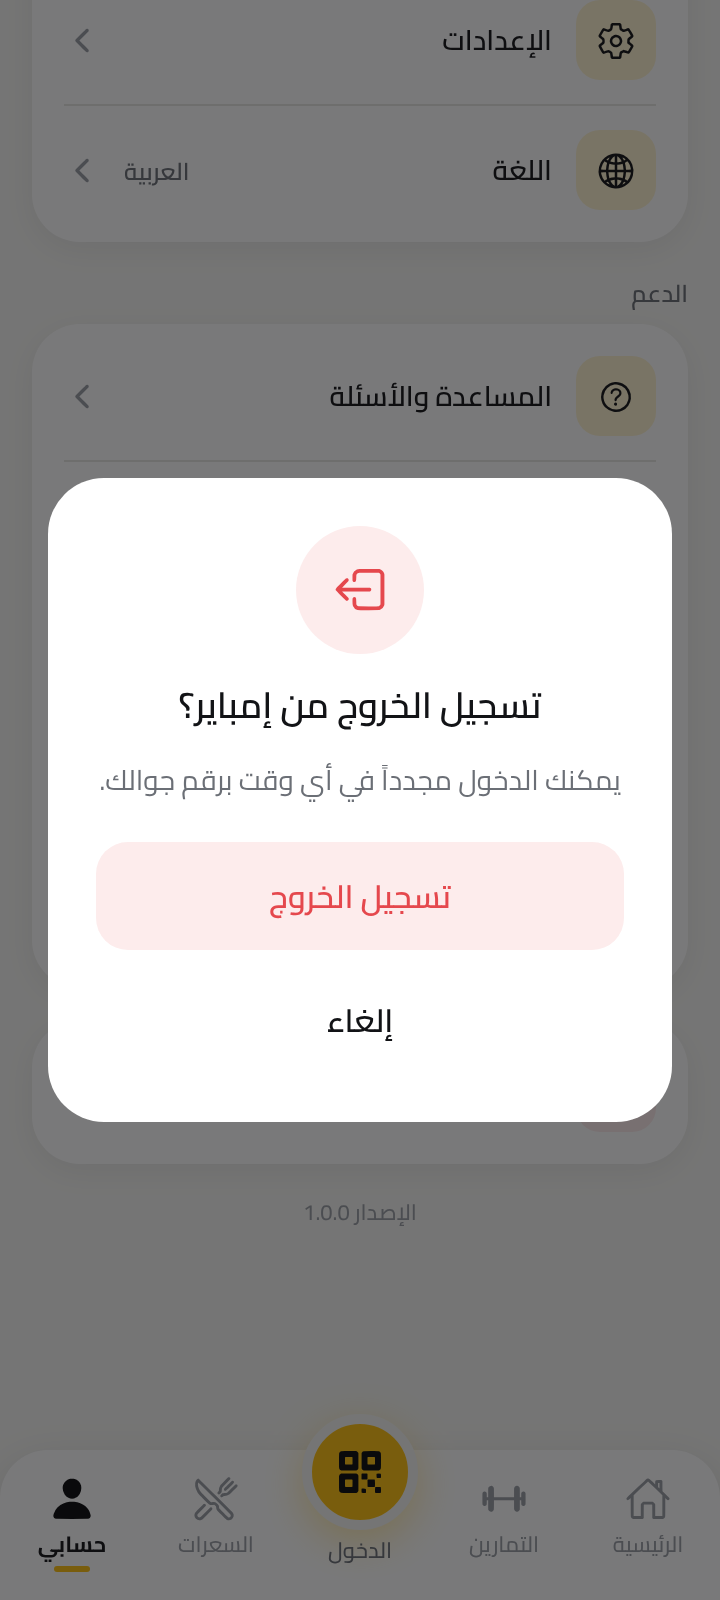 الإعدادات
اللغة
العربية
الدعم
المساعدة والأسئلة
تسجيل الخروج من إمباير؟
يمكنك الدخول مجدداً في أي وقت برقم جوالك.
تسجيل الخروج
إلغاء
الإصدار 1.0.0
الرئيسية
التمارين
الدخول
السعرات
حسابي